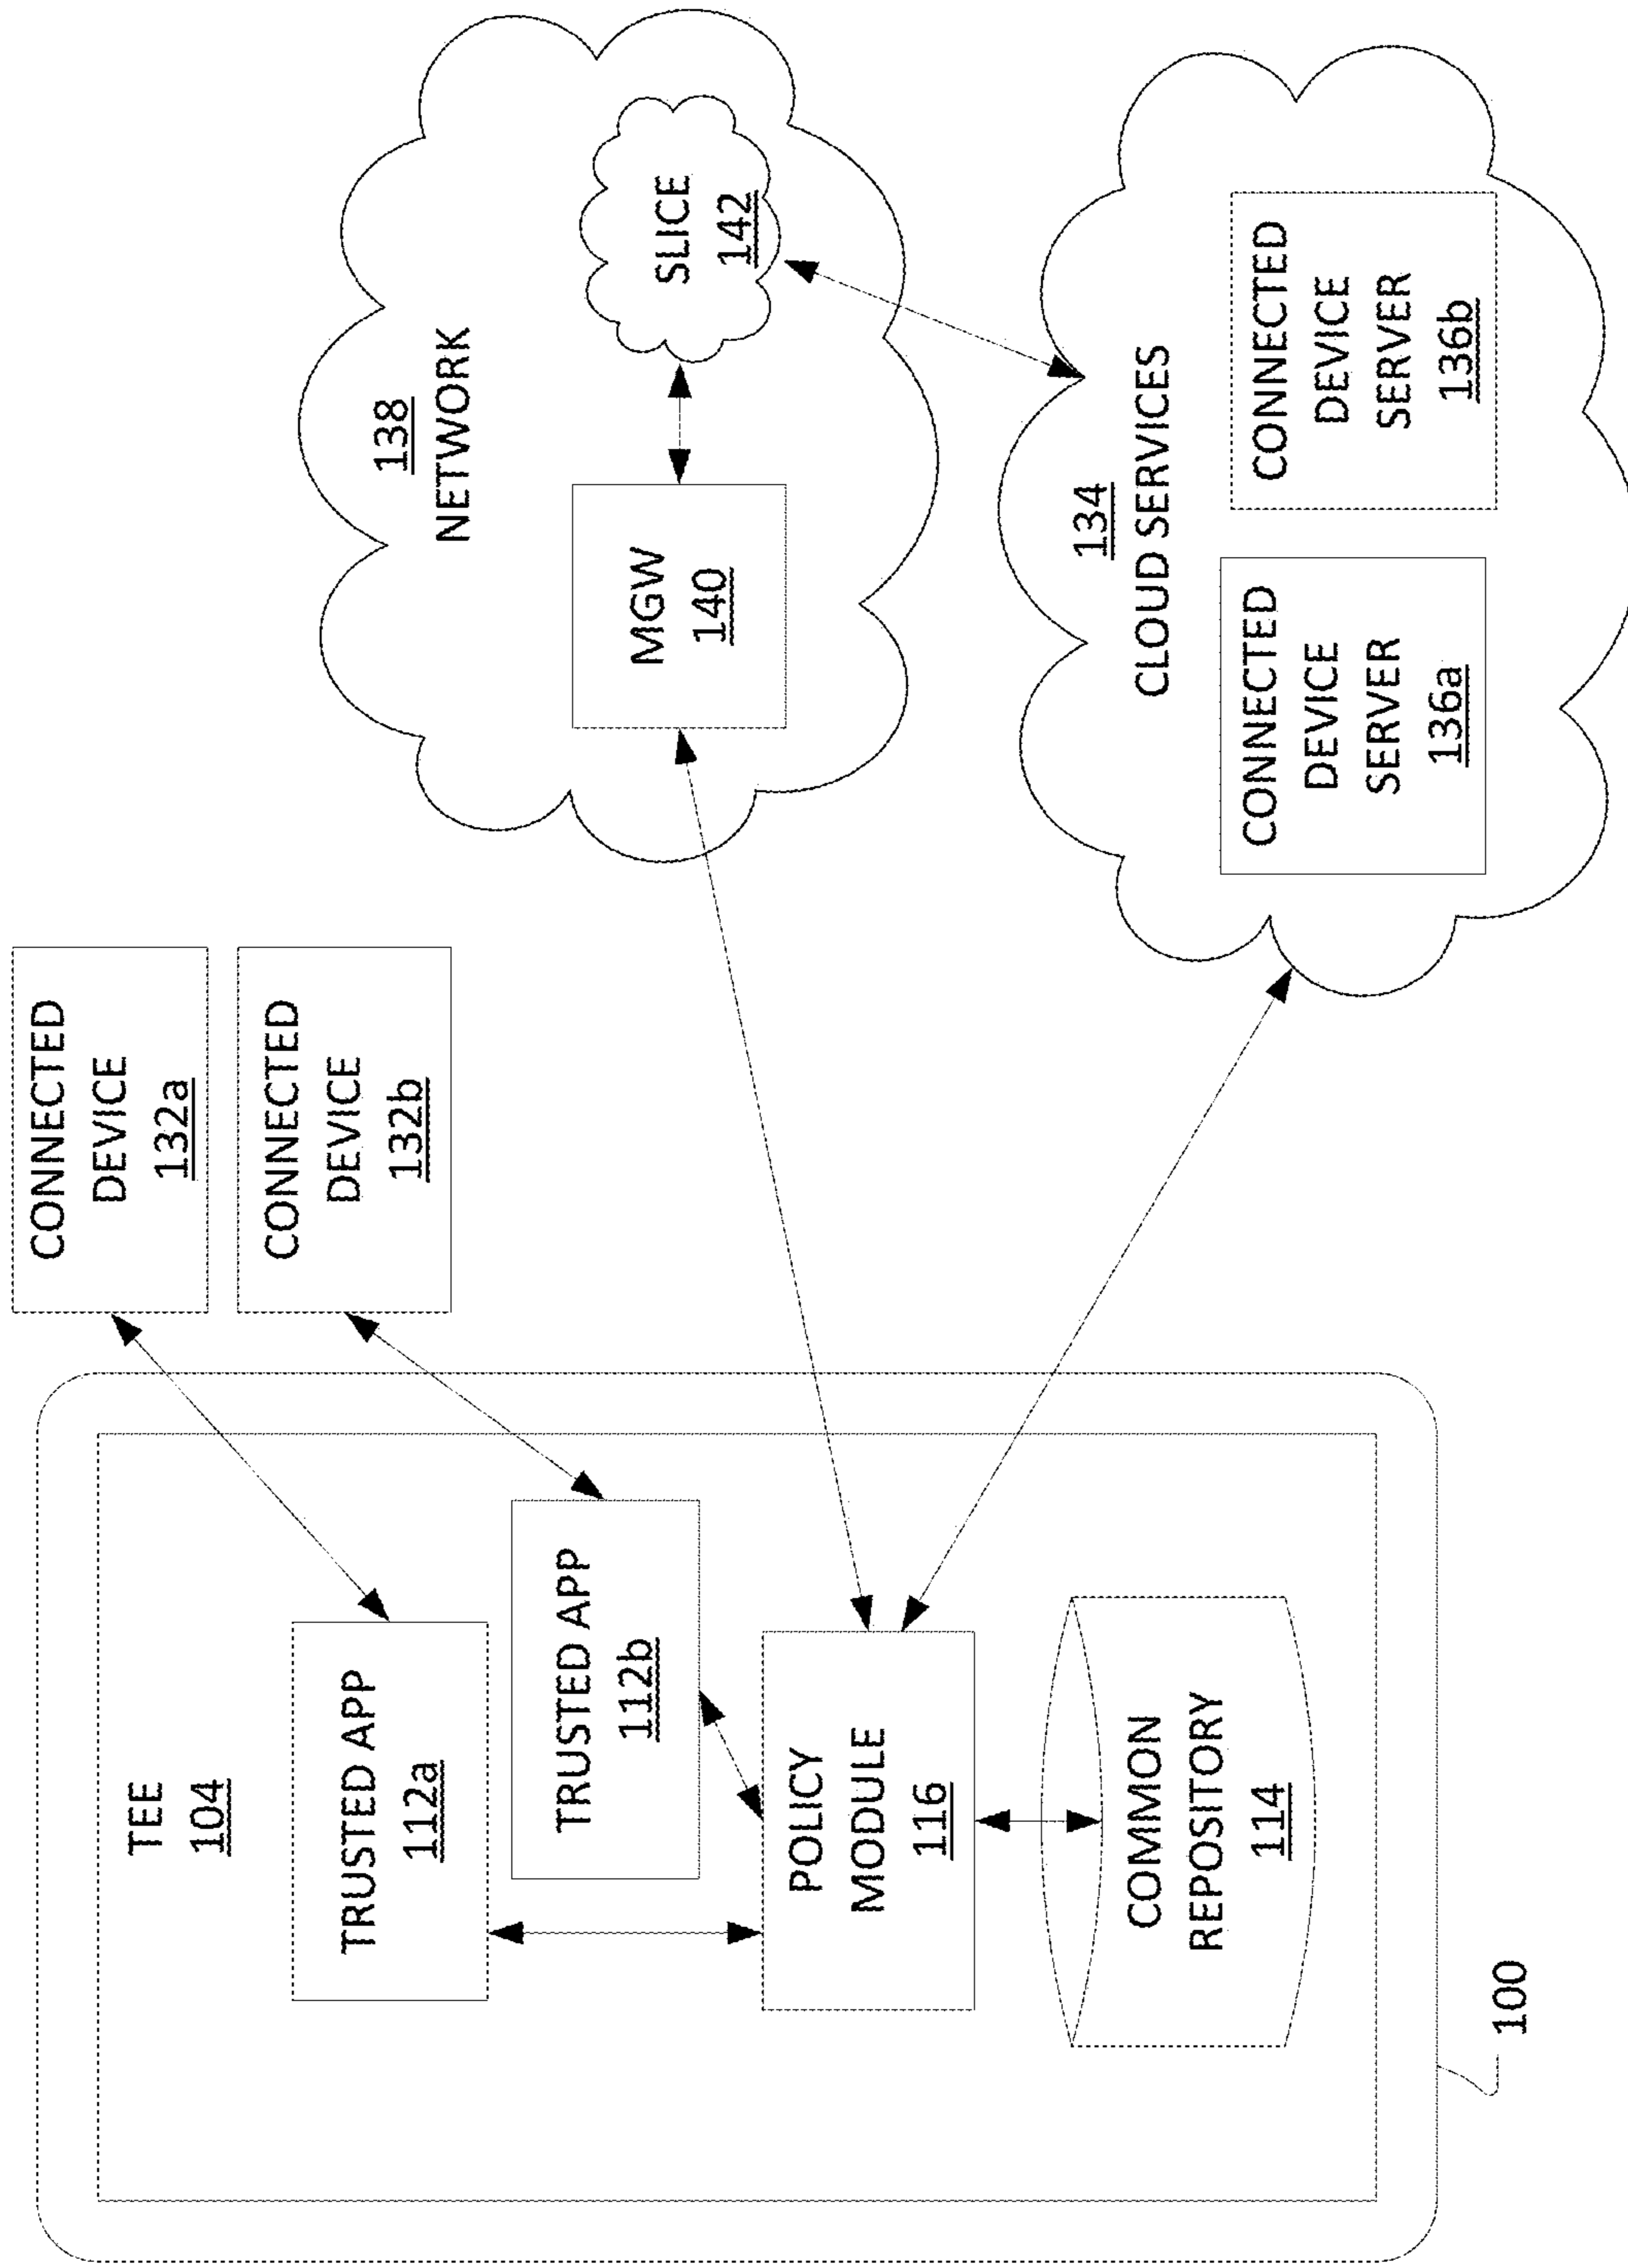 TEE
104
TRUSTED APP
112a
TRUSTED APP
112b
POLICY
MODULE
116
COMMON
REPOSITORY
114
100
CONNECTED
DEVICE
132a
CONNECTED
DEVICE
132b
138
NETWORK
MGW
140
SLICE
142
134
CLOUD SERVICES
CONNECTED
DEVICE
SERVER
136a
CONNECTED
DEVICE
SERVER
136b